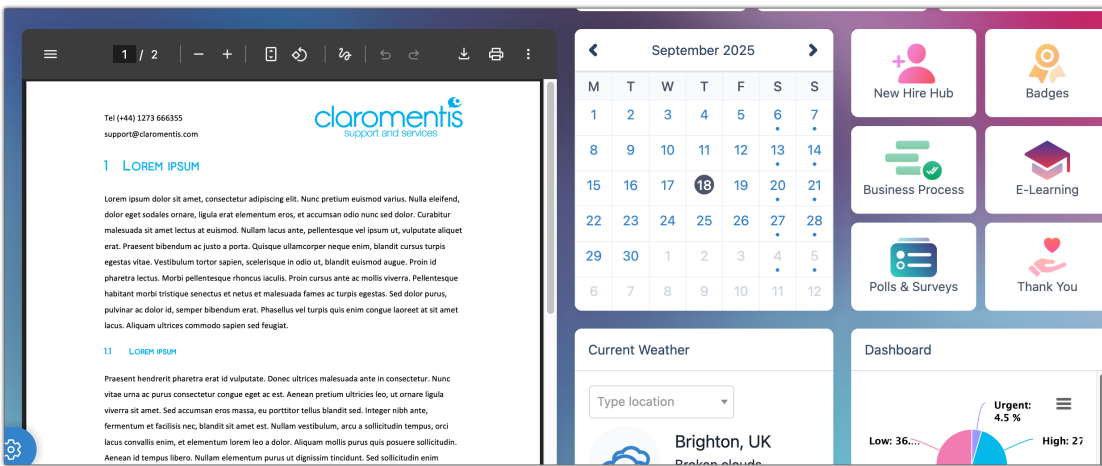 1 / 2
Tel (+44) 1273 666355
support@claromentis.com
claromentis
support and services
1 LOREM IPSUM
Lorem ipsum dolor sit amet, consectetur adipiscing elit. Nunc pretium euismod varius. Nulla eleifend,
dolor eget sodales ornare, ligula erat elementum eros, et accumsan odio nunc sed dolor. Curabitur
malesuada sit amet lectus at euismod. Nullam lacus ante, pellentesque vel ipsum ut, vulputate aliquet
erat. Praesent bibendum ac justo a porta. Quisque ullamcorper neque enim, blandit cursus turpis
egestas vitae. Vestibulum tortor sapien, scelerisque in odio ut, blandit euismod augue. Proin id
pharetra lectus. Morbi pellentesque rhoncus iaculis. Proin cursus ante ac mollis viverra. Pellentesque
habitant morbi tristique senectus et netus et malesuada fames ac turpis egestas. Sed dolor purus,
pulvinar ac dolor id, semper bibendum erat. Phasellus vel turpis quis enim congue laoreet at sit amet
lacus. Aliquam ultrices commodo sapien sed feugiat.
1.1 LOREM IPSUM
Praesent hendrerit pharetra erat id vulputate. Donec ultrices malesuada ante in consectetur. Nunc
vitae urna ac purus consectetur congue eget ac est. Aenean pretium ultricies leo, ut ornare ligula
viverra sit amet. Sed accumsan eros massa, eu porttitor tellus blandit sed. Integer nibh ante,
fermentum et facilisis nec, blandit sit amet est. Nullam vestibulum, arcu a sollicitudin tempus, orci
lacus convallis enim, et elementum lorem leo a dolor. Aliquam mollis purus quis posuere sollicitudin.
Aenean id tempus libero. Nullam elementum purus ut dignissim tincidunt. Sed sollicitudin enim
September 2025
M T W T F S S
1 2 3 4 5 6 7
8 9 10 11 12 13 14
15 16 17 18 19 20 21
22 23 24 25 26 27 28
29 30 1 2 3 4 5
6 7 8 9 10 11 12
Current Weather
Type location
Brighton, UK
Broken clouds
New Hire Hub
Badges
Business Process
E-Learning
Polls & Surveys
Thank You
Dashboard
Urgent:
4.5 %
Low: 36....
High: 27